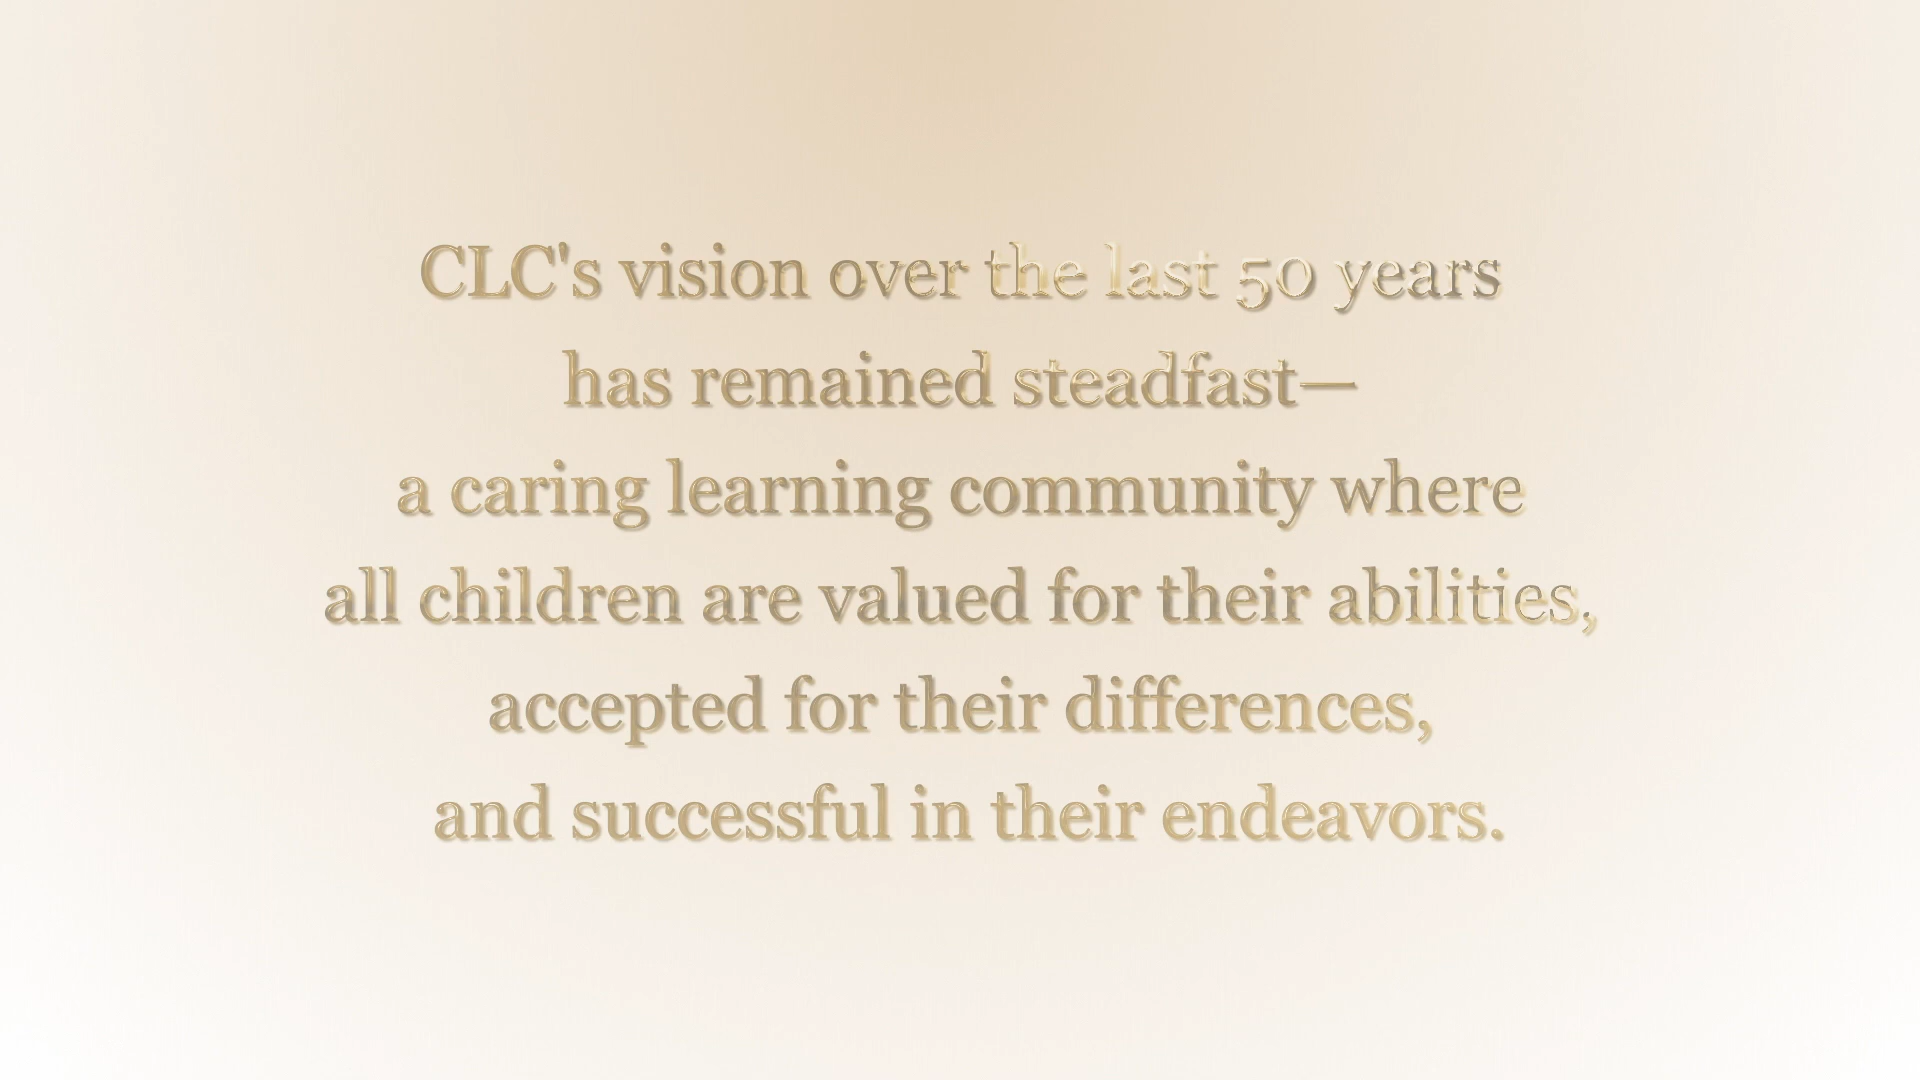 CLC's vision over the last 50 years
has remained steadfast—
a caring learning community where
all children are valued for their abilities,
accepted for their differences,
and successful in their endeavors.